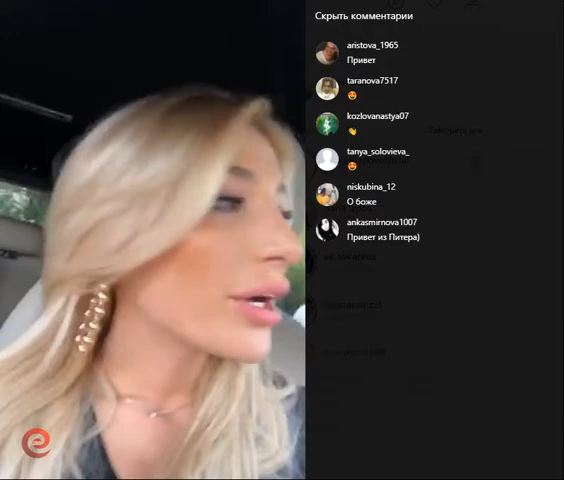 Скрыть комментарии
aristova_1965
Привет
taranova7517
😍
kozlovanastya07
👏
tanya_solovieva_
😍
niskubina_12
О боже
ankasmirnova1007
Привет из Питера)